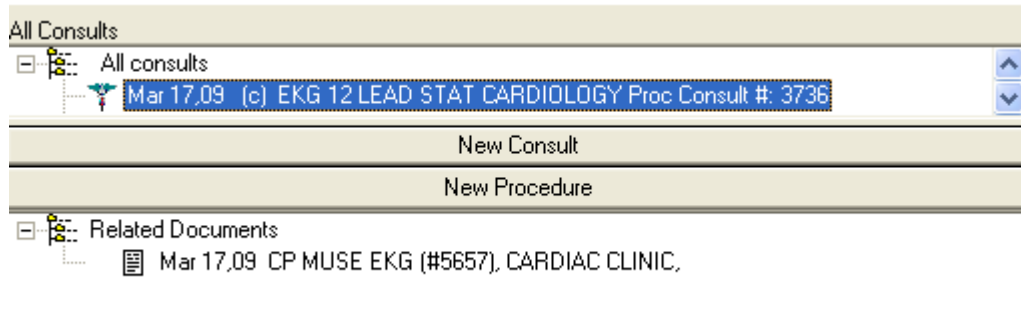 All Consults
All consults
Mar 17,09 (c) EKG 12 LEAD STAT CARDIOLOGY Proc Consult #: 3736
New Consult
New Procedure
Related Documents
Mar 17,09 CP MUSE EKG (#5657), CARDIAC CLINIC,